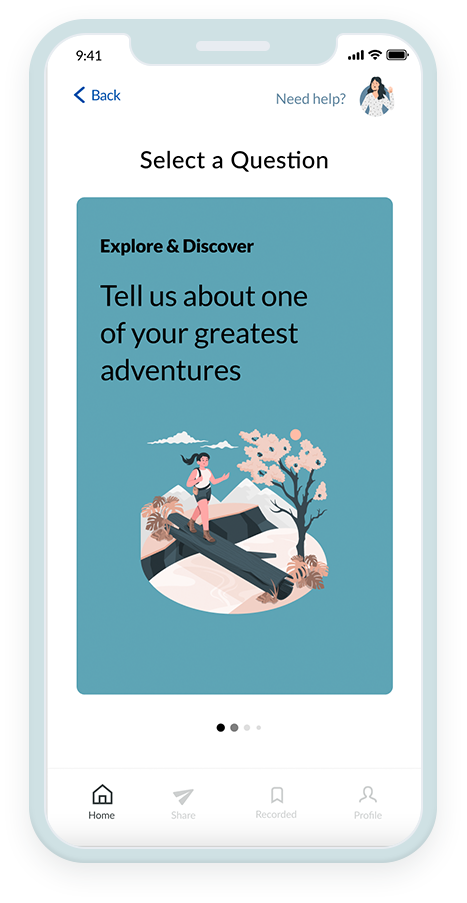 9:41
Back
Need help?
Select a Question
Explore & Discover
Tell us about one
of your greatest
adventures
Home
Share
Recorded
Profile